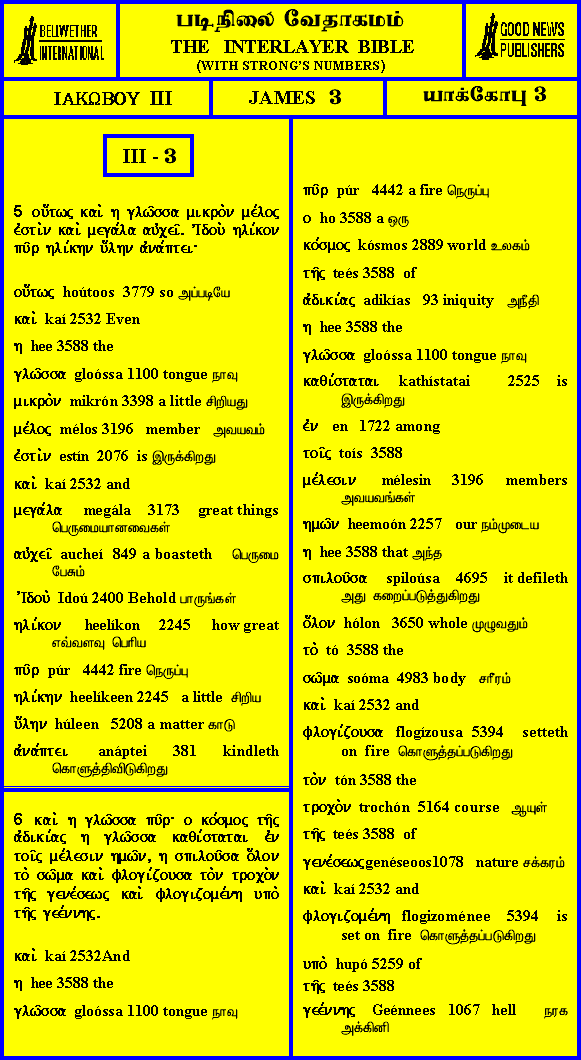 BELLWETHER
INTERNATIONAL
படிநிலை வேதாகமம்
THE INTERLAYER BIBLE
(WITH STRONG'S NUMBERS)
GOOD NEWS
PUBLISHERS
ΙΑΚΩΒΟΥ III
JAMES 3
யாக்கோபு 3
III - 3
5 οὕτως καὶ η γλῶσσα μικρὸν μέλος
ἐστὶν καὶ μεγάλα αὐχεῖ. Ἰδοὺ ηλίκον
πῦρ ηλίκην ὕλην ἀνάπτει·
οὕτως hoútoos 3779 so அப்படியே
καὶ kaí 2532 Even
η hee 3588 the
γλῶσσα gloóssa 1100 tongue நாவு
μικρὸν mikrón 3398 a little சிறியது
μέλος mélos 3196 member அவயவம்
ἐστὶν estín 2076 is இருக்கிறது
καὶ kaí 2532 and
μεγάλα megála 3173 great things
பெருமையானவைகள்
αὐχεῖ aucheí 849 a boasteth பெருமை
பேசும்
Ἰδοὺ Idoú 2400 Behold பாருங்கள்
ηλίκον heelíkon 2245 how great
எவ்வளவு பெரிய
πῦρ púr 4442 fire நெருப்பு
ηλίκην heelíkeen 2245 a little சிறிய
ὕλην húleen 5208 a matter காடு
ἀνάπτει anáptei 381 kindleth
கொளுத்திவிடுகிறது
6 καὶ η γλῶσσα πῦρ· ο κόσμος τῆς
ἀδικίας η γλῶσσα καθίσταται ἐν
τοῖς μέλεσιν ημῶν, η σπιλοῦσα ὅλον
τὸ σῶμα καὶ φλογίζουσα τὸν τροχὸν
τῆς γενέσεως καὶ φλογιζομένη υπὸ
τῆς γεέννης.
καὶ kaí 2532And
η hee 3588 the
γλῶσσα gloóssa 1100 tongue நாவு
πῦρ púr 4442 a fire நெருப்பு
ο ho 3588 a ஒரு
κόσμος kósmos 2889 world உலகம்
τῆς teés 3588 of
ἀδικίας adikías 93 iniquity அநீதி
η hee 3588 the
γλῶσσα gloóssa 1100 tongue நாவு
καθίσταται kathístatai 2525 is
இருக்கிறது
ἐν en 1722 among
τοῖς toís 3588
μέλεσιν mélesin 3196 members
அவயவங்கள்
ημῶν heemoón 2257 our நம்முடைய
η hee 3588 that அந்த
σπιλοῦσα spiloúsa 4695 it defileth
அது கறைப்படுத்துகிறது
ὅλον hólon 3650 whole முழுவதும்
τὸ tó 3588 the
σῶμα soóma 4983 body சரீரம்
καὶ kaí 2532 and
φλογίζουσα flogízousa 5394 setteth
on fire கொளுத்தப்படுகிறது
τὸν tón 3588 the
τροχὸν trochón 5164 course ஆயுள்
τῆς teés 3588 of
γενέσεωςgenéseoos1078 nature சக்கரம்
καὶ kaí 2532 and
φλογιζομένη flogizoménee 5394 is
set on fire கொளுத்தப்படுகிறது
υπὸ hupó 5259 of
τῆς teés 3588
γεέννης Geénnees 1067 hell நரக
அக்கினி